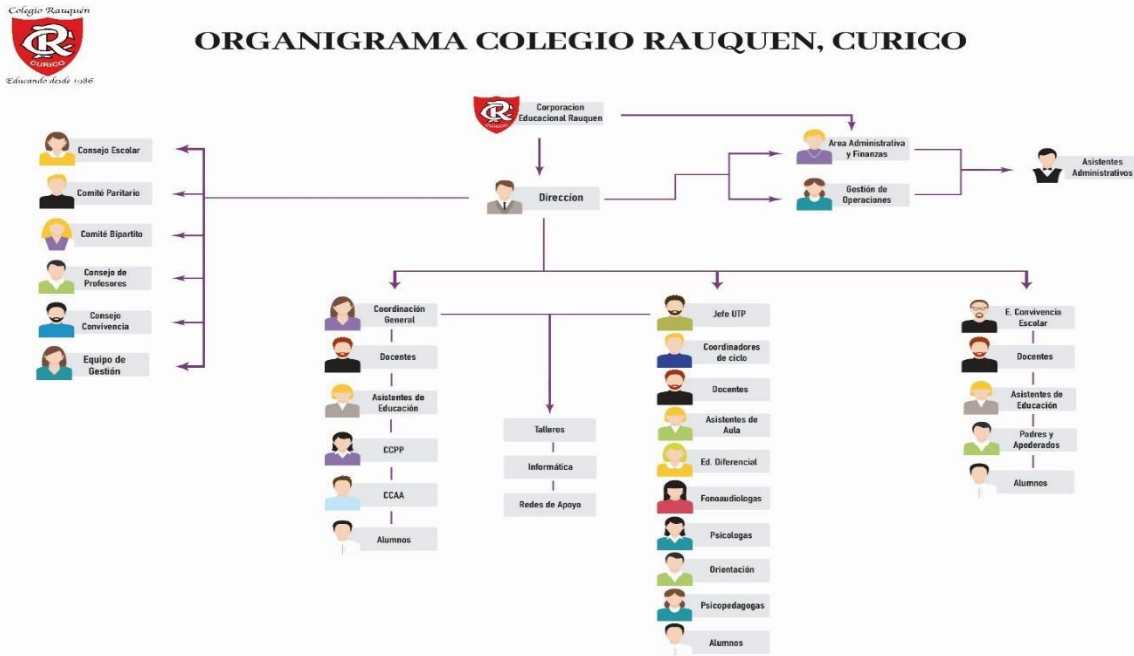 Colegio Rauquén
CR
CURICO
Educando desde 1986
ORGANIGRAMA COLEGIO RAUQUEN, CURICO
CR
Corporacion
Educacional Rauquen
Area Administrativa
y Finanzas
Gestión de
Operaciones
Asistentes
Administrativos
Direccíon
Consejo Escolar
Comité Paritario
Comité Bipartito
Consejo de
Profesores
Consejo
Convivencia
Equipo de
Gestión
Coordinación
General
Docentes
Asistentes de
Educación
CCPP
CCAA
Alumnos
Talleres
Informática
Redes de Apoyo
Jefe UTP
Coordinadores
de ciclo
Docentes
Asistentes de
Aula
Ed. Diferencial
Fonoaudiologas
Psicologas
Orientación
Psicopedagogas
Alumnos
E. Convivencia
Escolar
Docentes
Asistentes de
Educación
Padres y
Apoderados
Alumnos